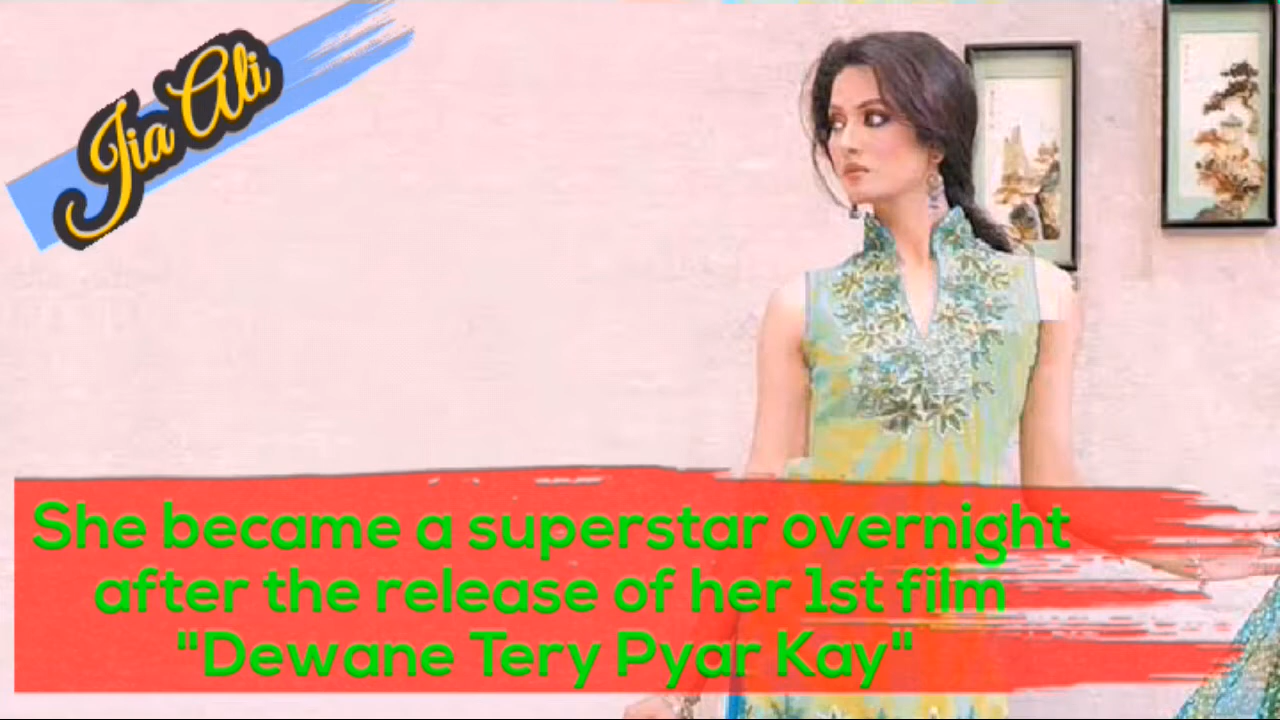 Jia Ali
She became a superstar overnight
after the release of her 1st film
"Dewane Tery Pyar Kay"